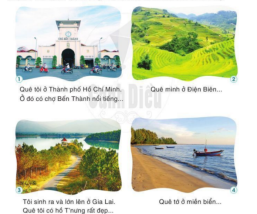 1
Quê tôi ở Thành phố Hồ Chí Minh.
Ở đó có chợ Bến Thành nổi tiếng...
2
Quê mình ở Điện Biên...
3
Tôi sinh ra và lớn lên ở Gia Lai.
Quê tôi có hồ T'nưng rất đẹp...
4
Quê tớ ở miền biển...